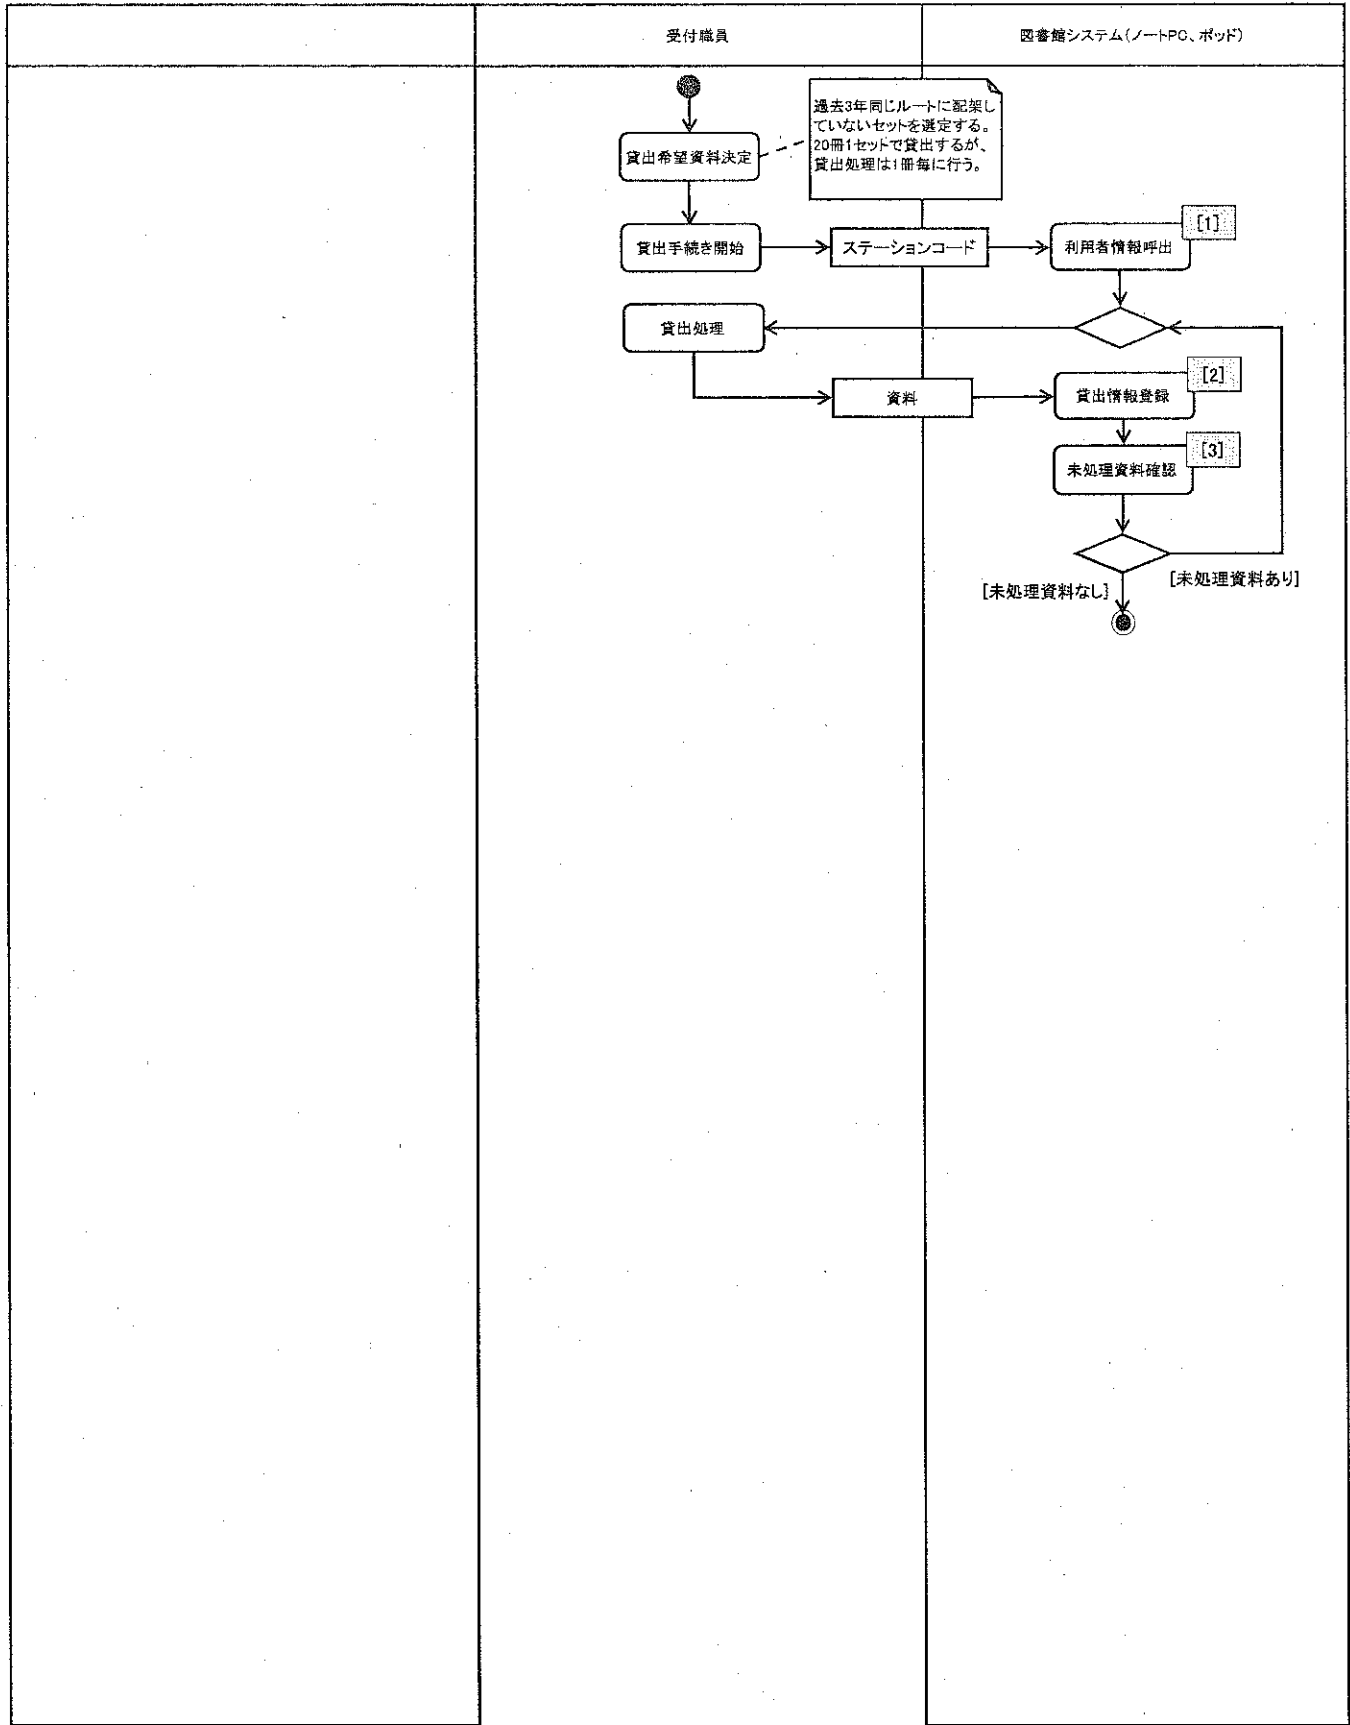 受付職員
図書館システム(ノートPC、ポッド)
過去3年同じルートに配架し
ていないセットを選定する。
20冊1セットで貸出するが、
貸出処理は1冊毎に行う。
貸出希望資料決定
貸出手続き開始
ステーションコード
利用者情報呼出
[1]
貸出処理
資料
貸出情報登録
[2]
未処理資料確認
[3]
[未処理資料なし]
[未処理資料あり]